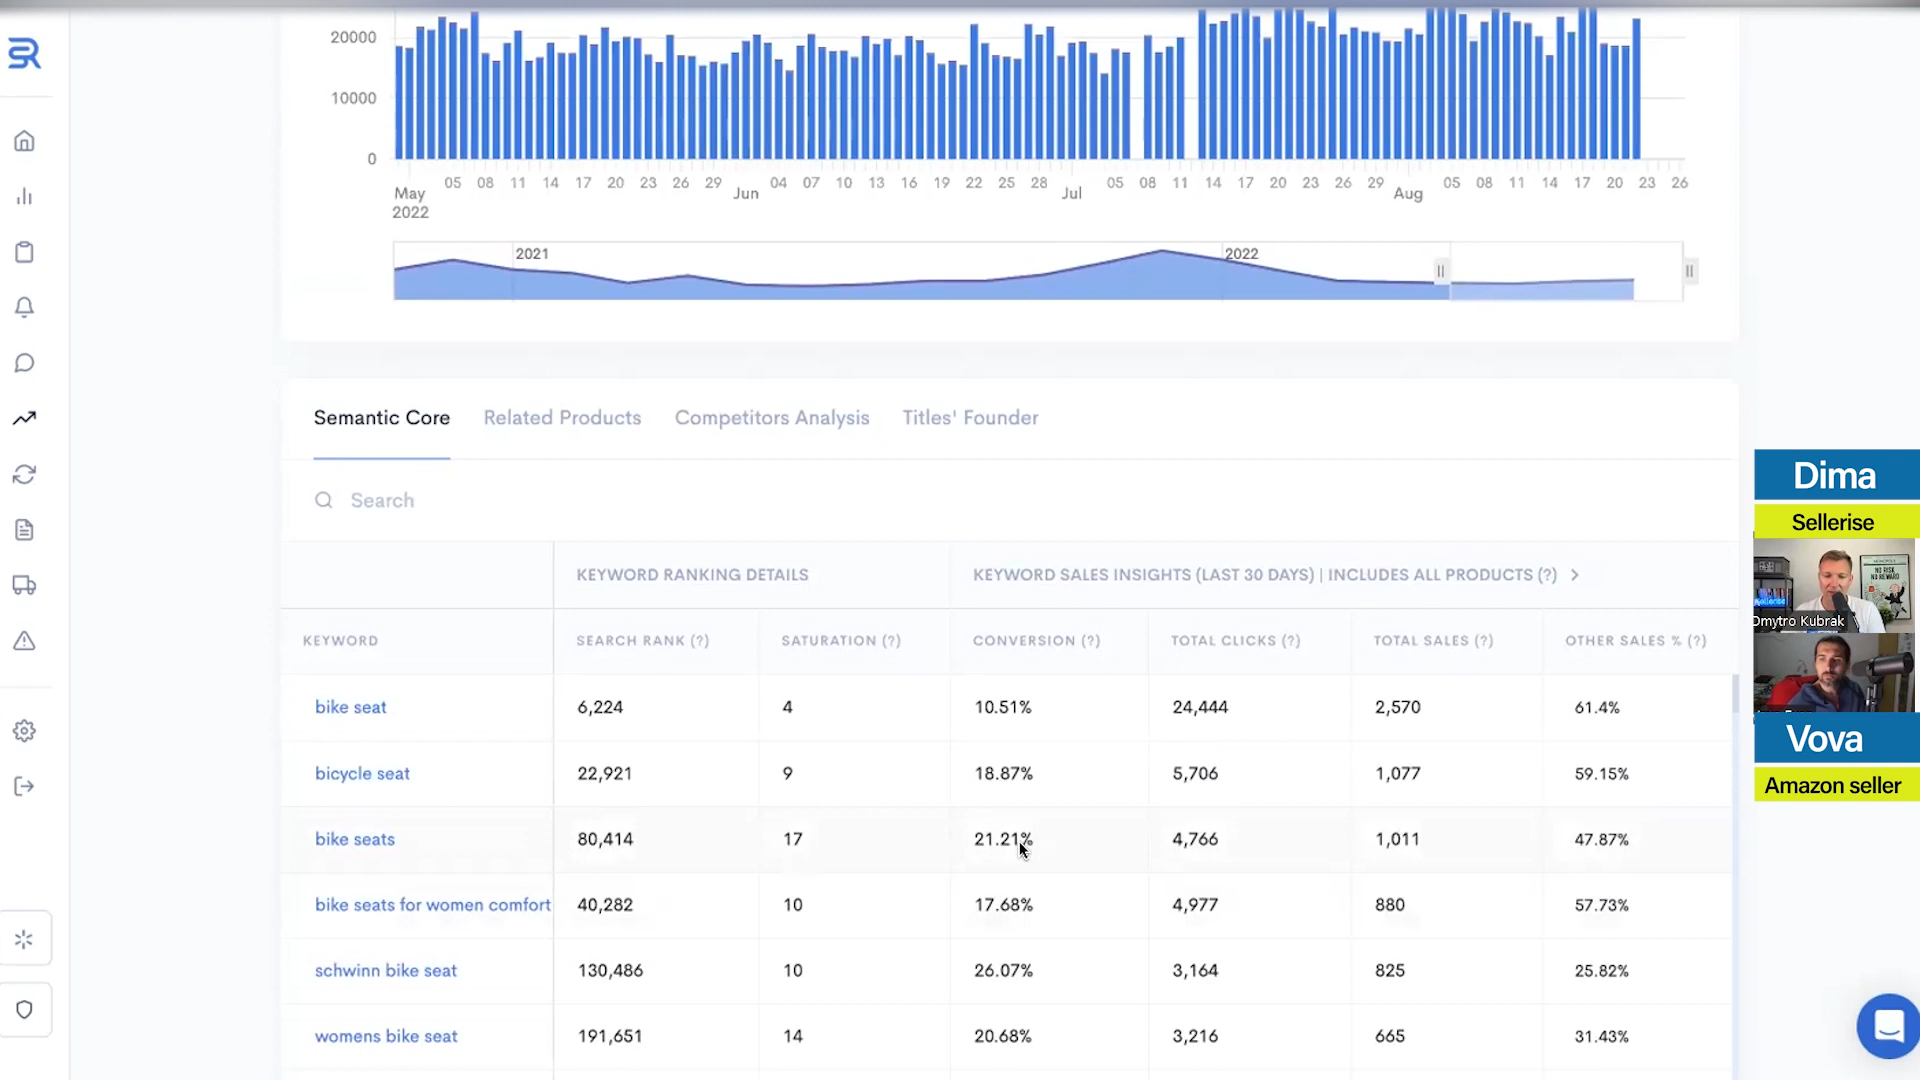 SR
20000
10000
0
05 08 11 14 17 20 23 26 29 04 07 10 13 16 19 22 25 28 05 08 11 14 17 20 23 26 29 05 08 11 14 17 20 23 26
May Jun Jul Aug
2022
2021 2022
Semantic Core Related Products Competitors Analysis Titles' Founder
Search
KEYWORD RANKING DETAILS KEYWORD SALES INSIGHTS (LAST 30 DAYS) | INCLUDES ALL PRODUCTS (?)
KEYWORD SEARCH RANK (?) SATURATION (?) CONVERSION (?) TOTAL CLICKS (?) TOTAL SALES (?) OTHER SALES % (?)
bike seat 6,224 4 10.51% 24,444 2,570 61.4%
bicycle seat 22,921 9 18.87% 5,706 1,077 59.15%
bike seats 80,414 17 21.21% 4,766 1,011 47.87%
bike seats for women comfort 40,282 10 17.68% 4,977 880 57.73%
schwinn bike seat 130,486 10 26.07% 3,164 825 25.82%
womens bike seat 191,651 14 20.68% 3,216 665 31.43%
Dima
Sellerise
NO RISK
NO REWARD
Dmytro Kubrak
Vova
Amazon seller